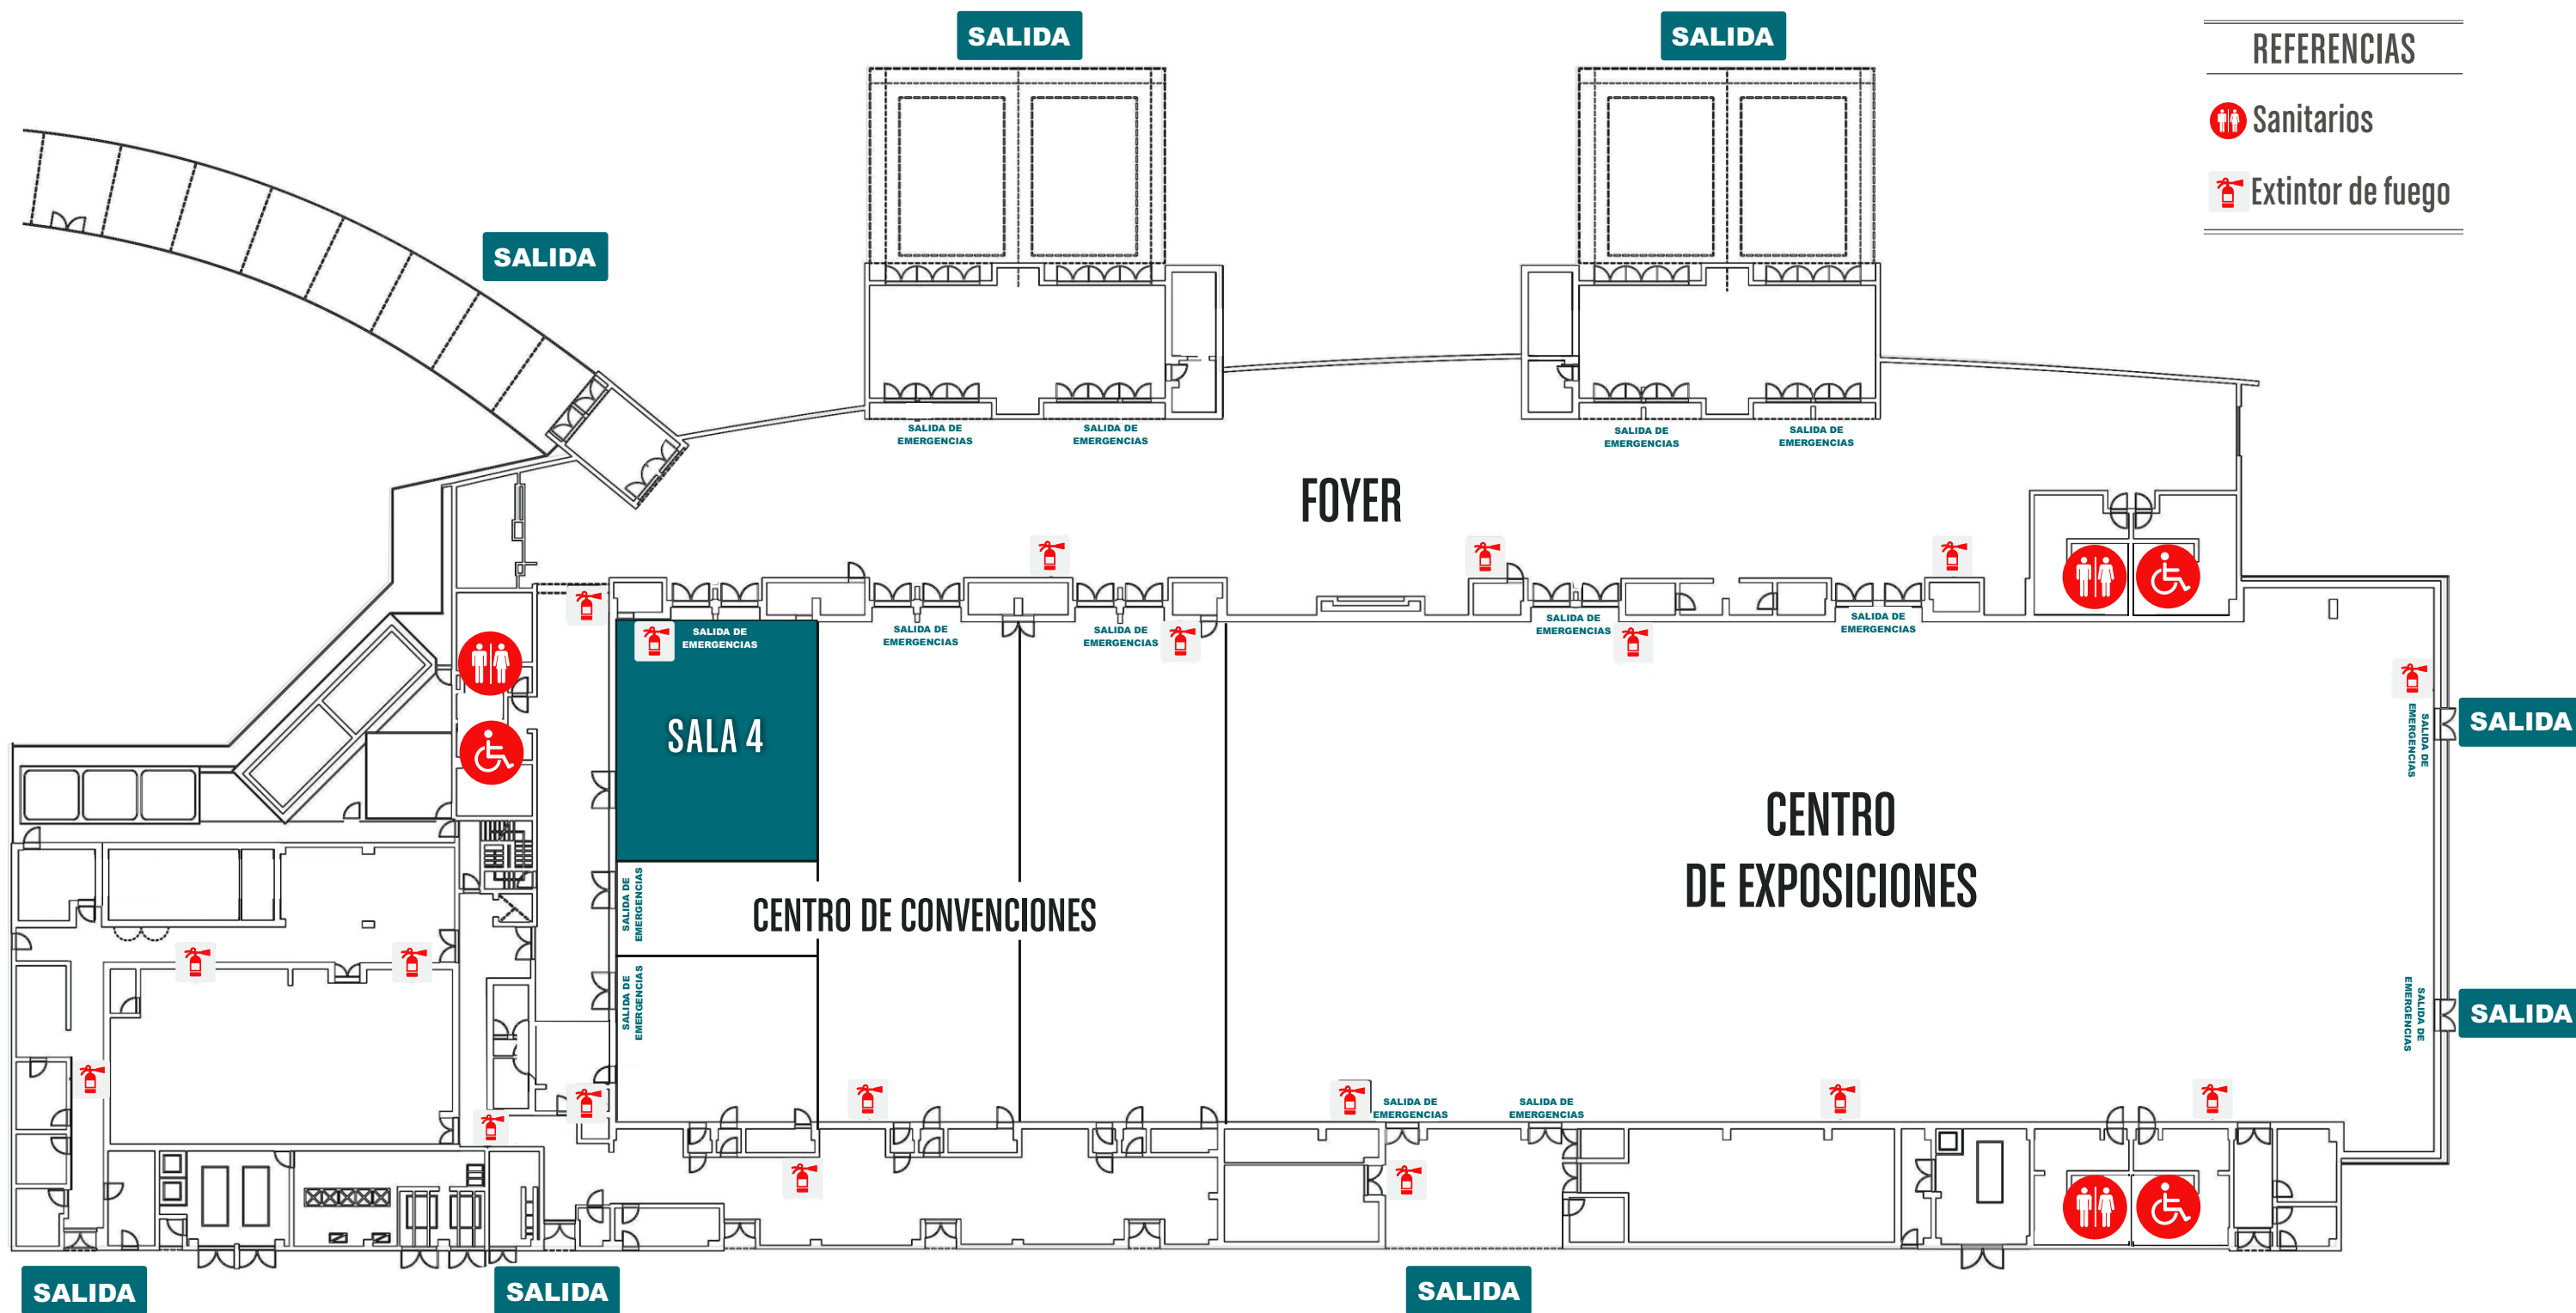 SALIDA
SALIDA
REFERENCIAS
Sanitarios
Extintor de fuego
SALIDA
SALIDA DE
EMERGENCIAS
SALIDA DE
EMERGENCIAS
SALIDA DE
EMERGENCIAS
SALIDA DE
EMERGENCIAS
FOYER
SALIDA DE
EMERGENCIAS
SALIDA DE
EMERGENCIAS
SALIDA DE
EMERGENCIAS
SALIDA DE
EMERGENCIAS
SALIDA DE
EMERGENCIAS
SALA 4
SALIDA DE
EMERGENCIAS
SALIDA
CENTRO
DE EXPOSICIONES
SALIDA DE
EMERGENCIAS
CENTRO DE CONVENCIONES
SALIDA DE
EMERGENCIAS
SALIDA DE
EMERGENCIAS
SALIDA
SALIDA DE
EMERGENCIAS
SALIDA DE
EMERGENCIAS
SALIDA
SALIDA
SALIDA